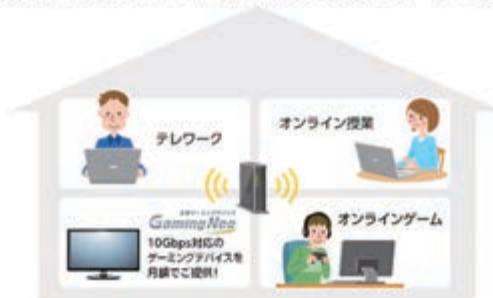 テレワーク
オンライン授業
GamingNeo
10Gbps対応の
ゲーミングデバイスを
月額でご提供!
オンラインゲーム